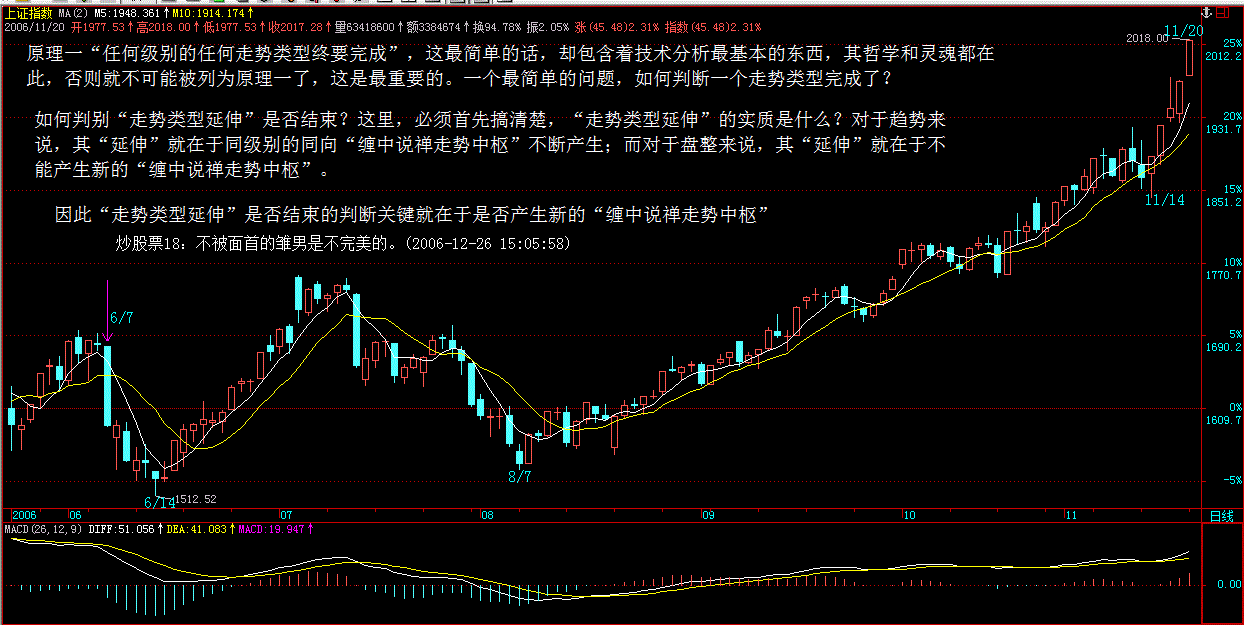 上证指数 MA(2) M5:1948.361↑M10:1914.174↑
2006/11/20 开1977.53↑高2018.00↑低1977.53↑收2017.28↑量63418600↑额3384674↑换94.78% 振2.05% 涨(45.48)2.31% 指数(45.48)2.31%
11/20
2018.00
原理一“任何级别的任何走势类型终要完成”，这最简单的话，却包含着技术分析最基本的东西，其哲学和灵魂都在
此，否则就不可能被列为原理一了，这是最重要的。一个最简单的问题，如何判断一个走势类型完成了？
如何判别“走势类型延伸”是否结束？这里，必须首先搞清楚，“走势类型延伸”的实质是什么？对于趋势来
说，其“延伸”就在于同级别的同向“缠中说禅走势中枢”不断产生；而对于盘整来说，其“延伸”就在于不
能产生新的“缠中说禅走势中枢”。
因此“走势类型延伸”是否结束的判断关键就在于是否产生新的“缠中说禅走势中枢”
炒股票18：不被面首的雏男是不完美的。(2006-12-26 15:05:58)
25%
2012.2
20%
1931.7
15%
1851.2
10%
1770.7
5%
1690.2
0%
1609.7
-5%
11/14
6/7
8/7
6/14
1512.52
2006 06 07 08 09 10 11 日线
MACD(26,12,9) DIFF:51.056↑DEA:41.083↑MACD:19.947↑
0.00